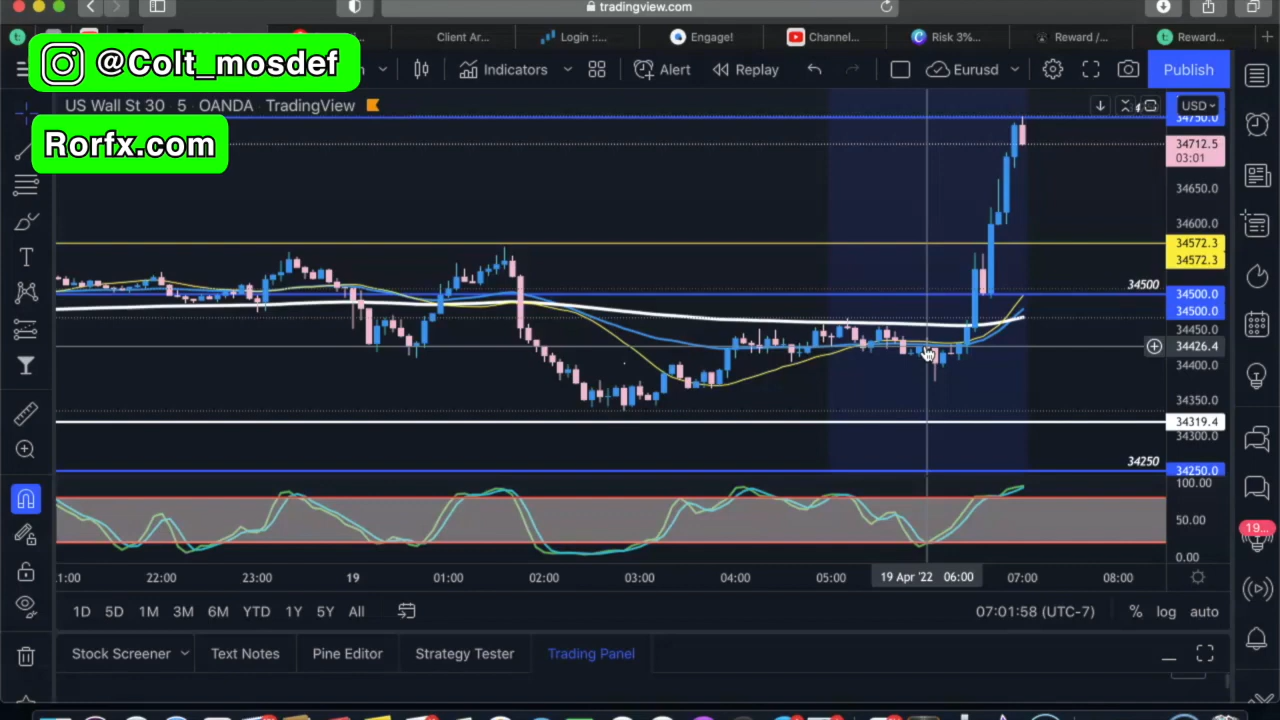 tradingview.com
Client Ar...
Login ::...
Engage!
Channel...
Risk 3%...
Reward /...
Reward...
@Colt_mosdef
Indicators
Alert
Replay
Eurusd
Publish
US Wall St 30 5 OANDA TradingView
USD
Rorfx.com
34750.0
34712.5
03:01
34650.0
34600.0
34572.3
34572.3
34500
34500.0
34500.0
34450.0
34426.4
34400.0
34350.0
34319.4
34300.0
34250
34250.0
100.00
50.00
0.00
19...
1:00
22:00
23:00
19
01:00
02:00
03:00
04:00
05:00
19 Apr '22 06:00
07:00
08:00
1D 5D 1M 3M 6M YTD 1Y 5Y All
07:01:58 (UTC-7)
% log auto
Stock Screener
Text Notes
Pine Editor
Strategy Tester
Trading Panel